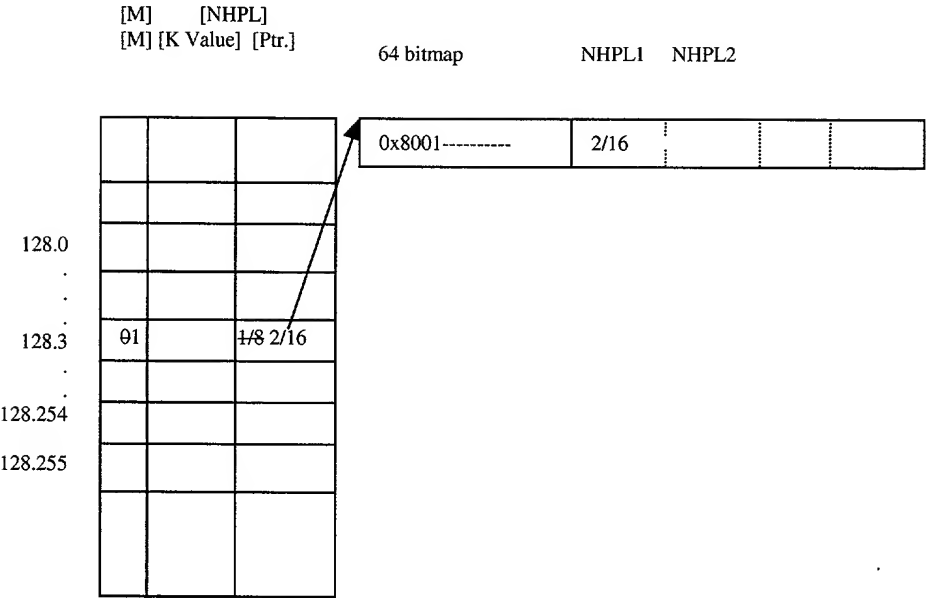 [M] [NHPL]
[M] [K Value] [Ptr.]
64 bitmap NHPL1 NHPL2
0x8001---------- 2/16
128.0
.
.
.
128.3 01 1/8 2/16
.
.
128.254
128.255